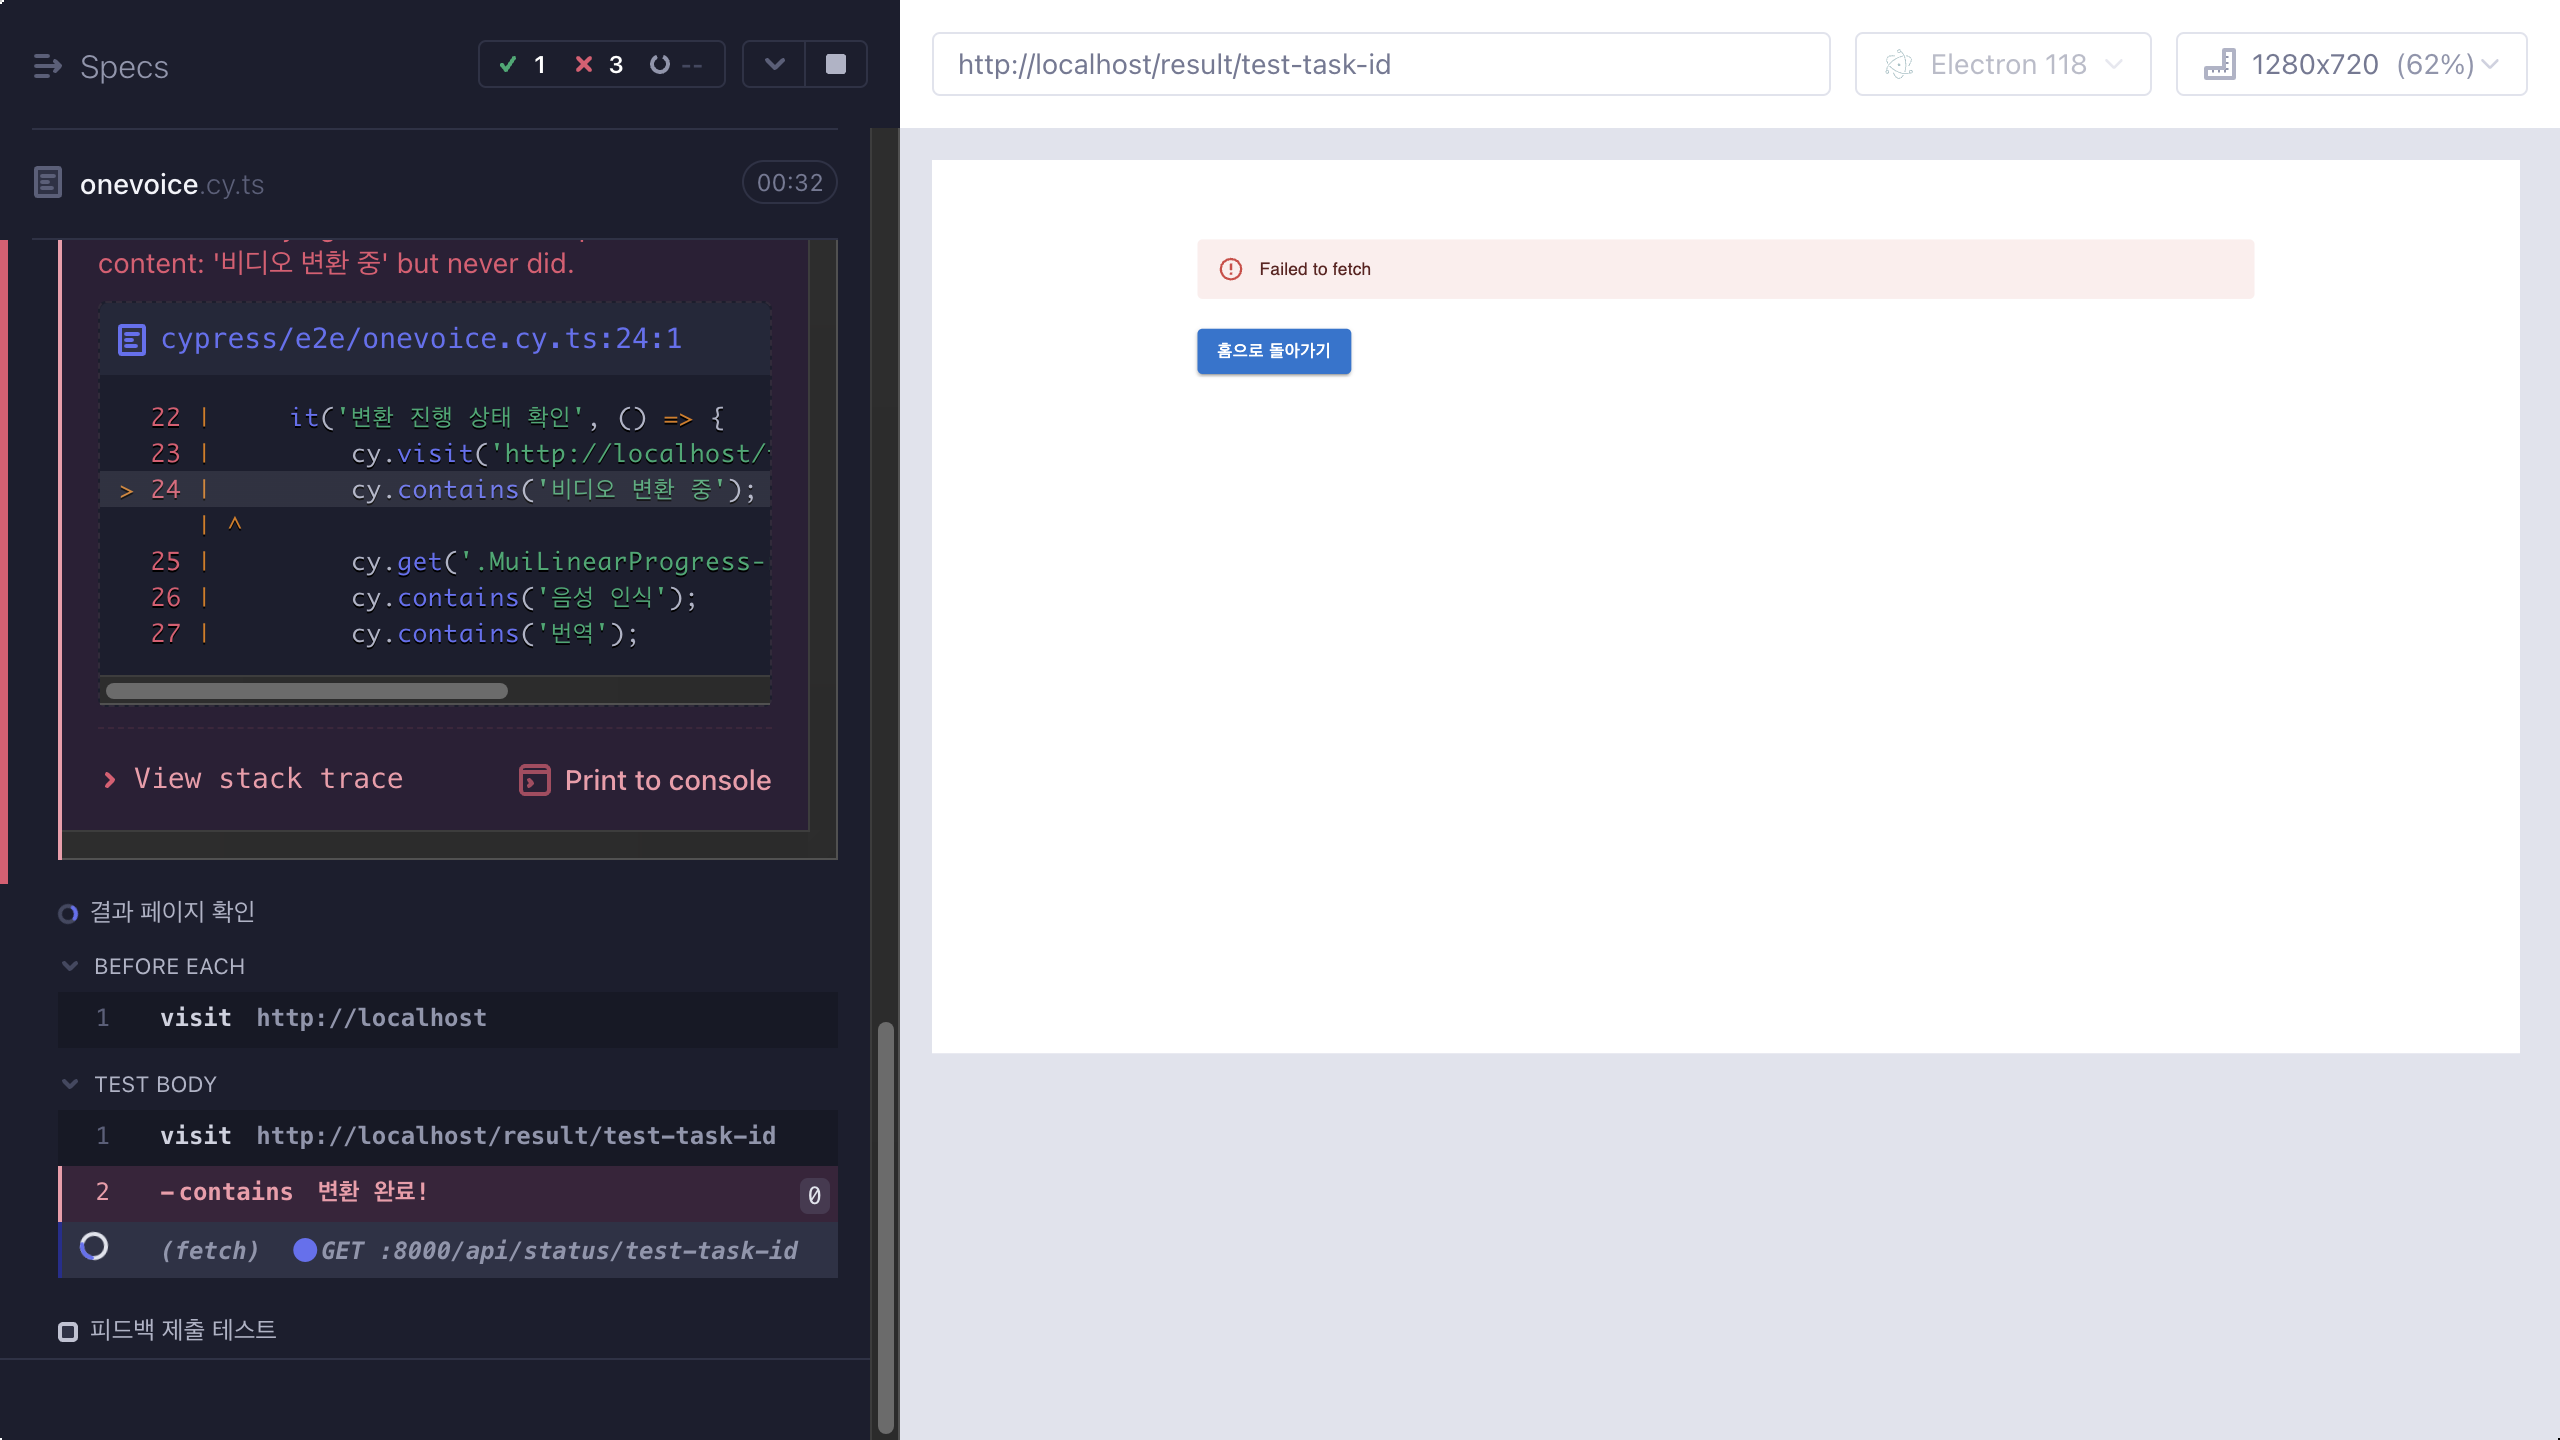 Specs
1 3 --
onevoice.cy.ts
00:32
content: '비디오 변환 중' but never did.
cypress/e2e/onevoice.cy.ts:24:1
22 | it('변환 진행 상태 확인', () => {
23 | cy.visit('http://localhost/
> 24 | cy.contains('비디오 변환 중');
| ^
25 | cy.get('.MuiLinearProgress-
26 | cy.contains('음성 인식');
27 | cy.contains('번역');
View stack trace
Print to console
결과 페이지 확인
BEFORE EACH
1 visit http://localhost
TEST BODY
1 visit http://localhost/result/test-task-id
2 -contains 변환 완료! 0
(fetch) GET :8000/api/status/test-task-id
피드백 제출 테스트
http://localhost/result/test-task-id
Electron 118
1280x720 (62%)
Failed to fetch
홈으로 돌아가기